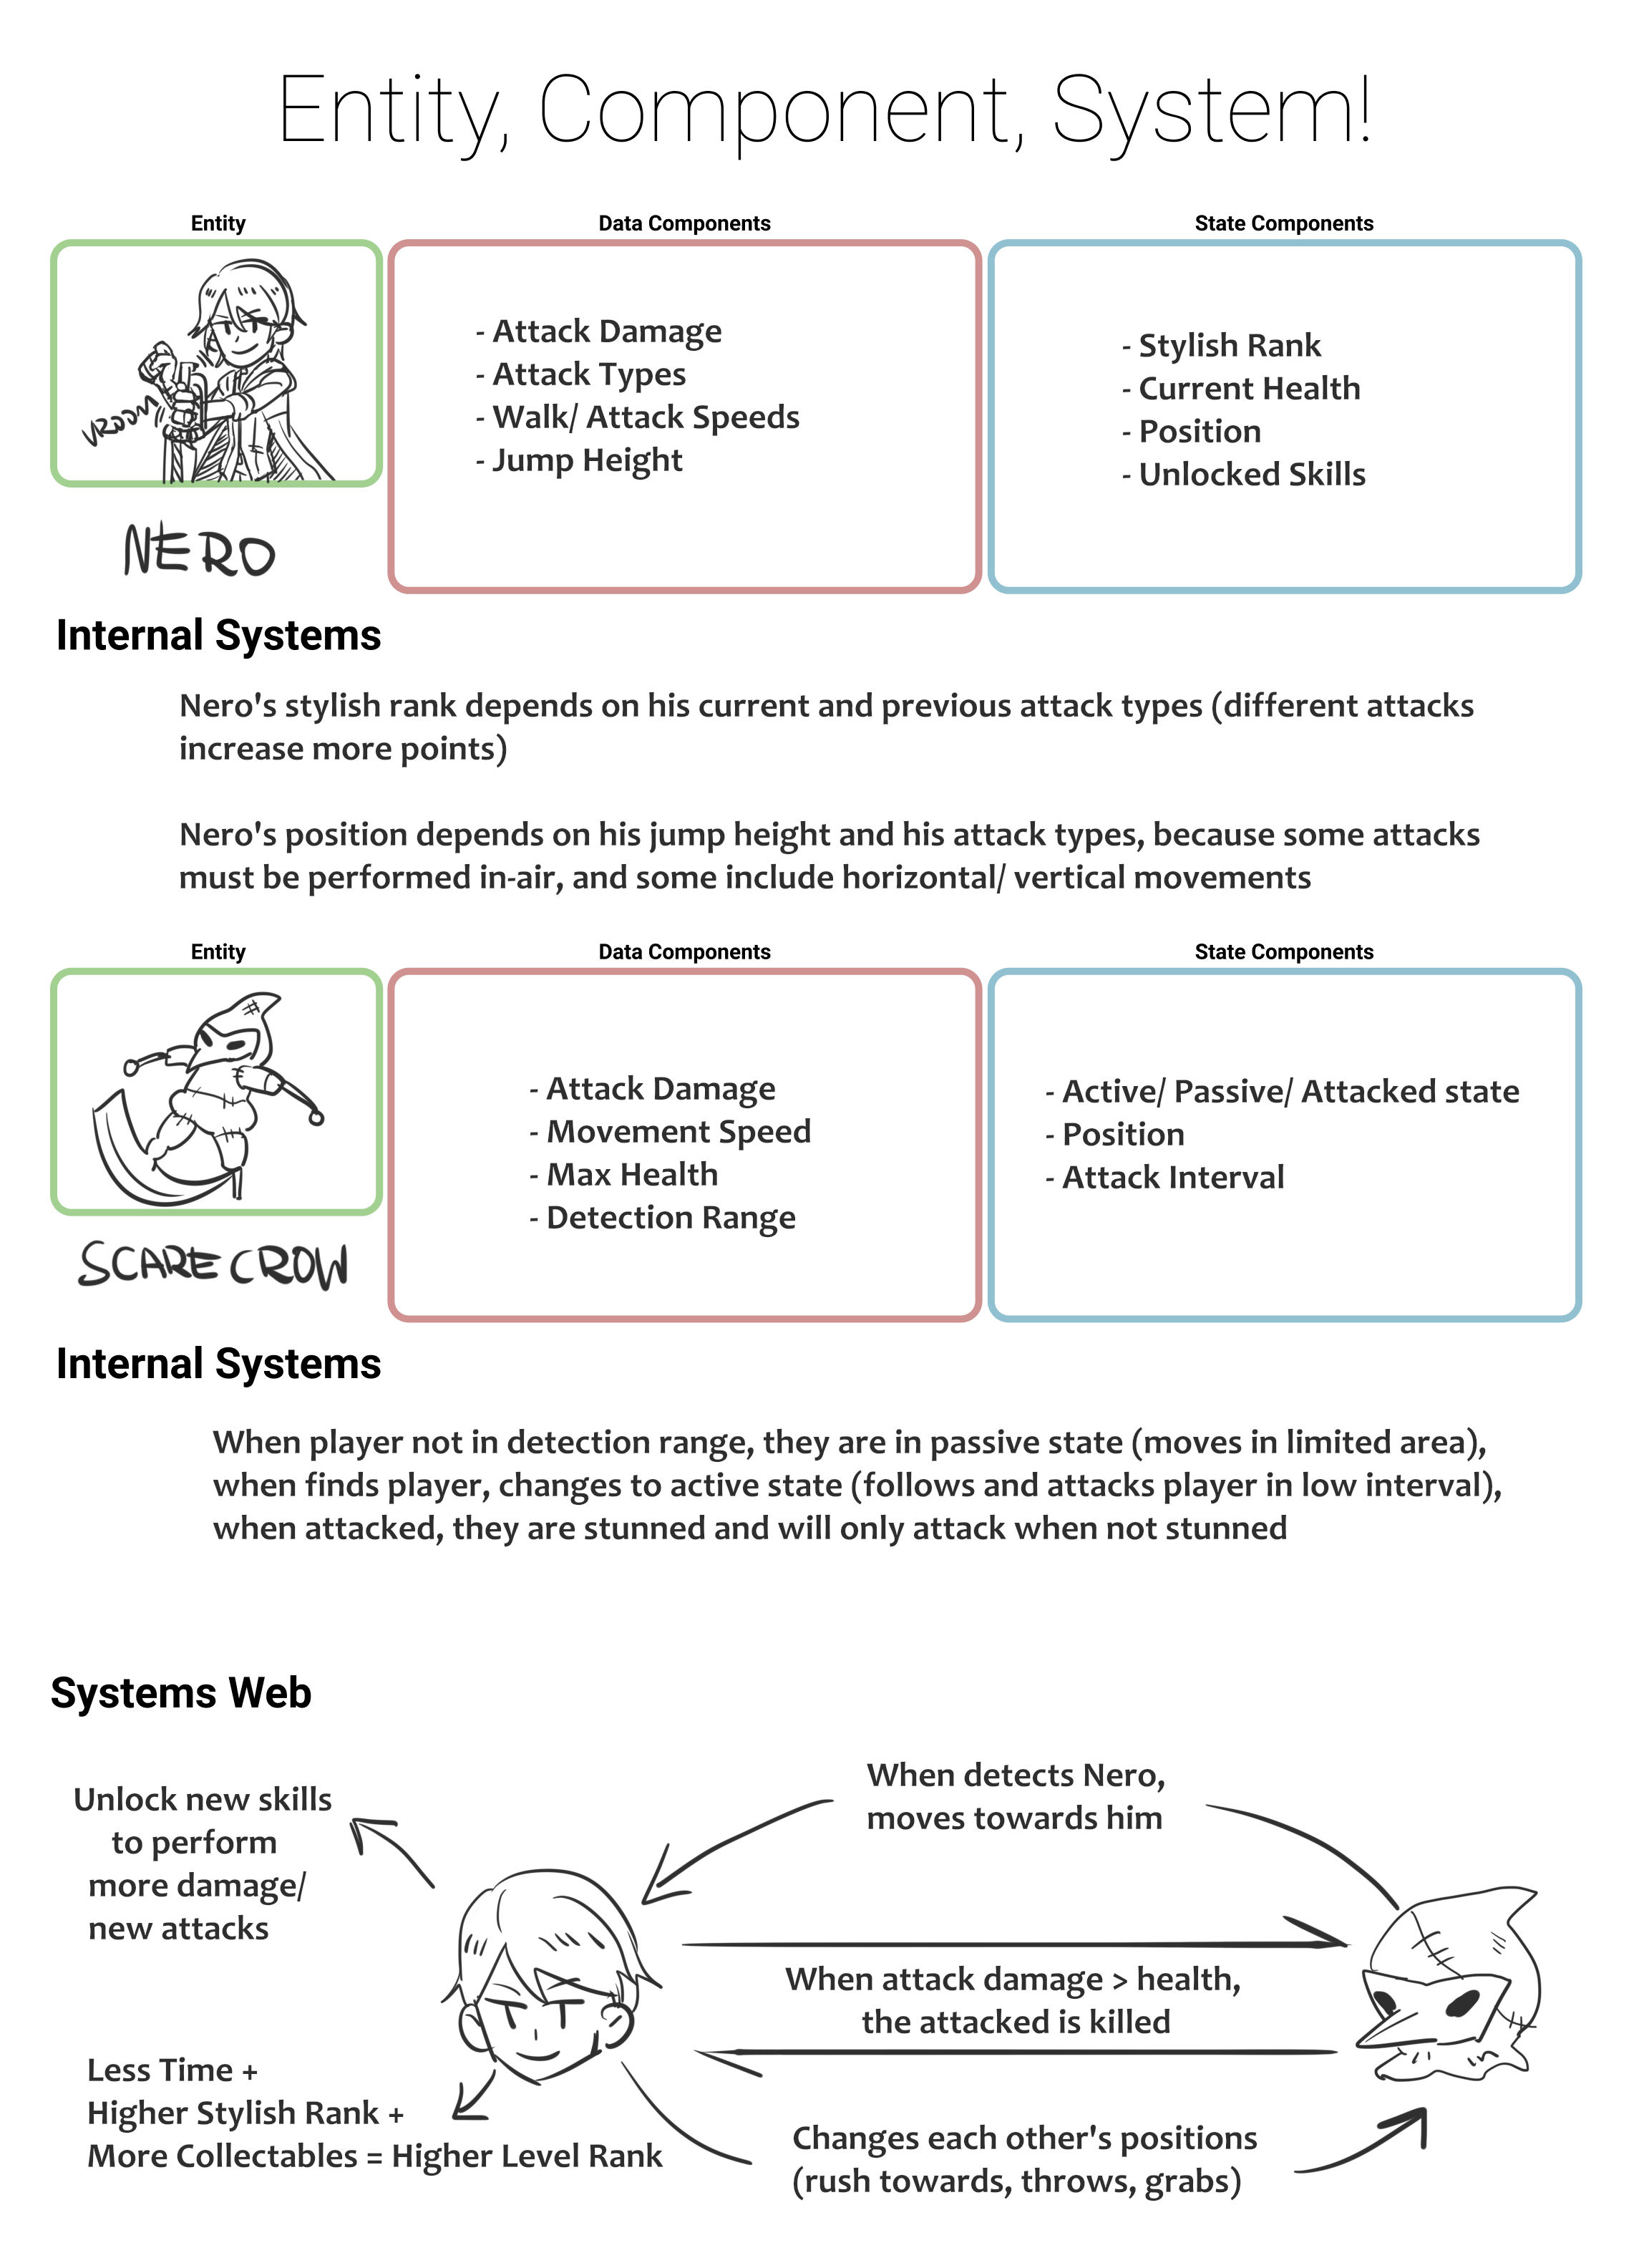 Entity, Component, System!
Entity
Data Components
State Components
VROOM
- Attack Damage
- Attack Types
- Walk/ Attack Speeds
- Jump Height
- Stylish Rank
- Current Health
- Position
- Unlocked Skills
NERO
Internal Systems
Nero's stylish rank depends on his current and previous attack types (different attacks
increase more points)
Nero's position depends on his jump height and his attack types, because some attacks
must be performed in-air, and some include horizontal/ vertical movements
Entity
Data Components
State Components
- Attack Damage
- Movement Speed
- Max Health
- Detection Range
- Active/ Passive/ Attacked state
- Position
- Attack Interval
SCARECROW
Internal Systems
When player not in detection range, they are in passive state (moves in limited area),
when finds player, changes to active state (follows and attacks player in low interval),
when attacked, they are stunned and will only attack when not stunned
Systems Web
Unlock new skills
to perform
more damage/
new attacks
When detects Nero,
moves towards him
When attack damage > health,
the attacked is killed
Less Time +
Higher Stylish Rank +
More Collectables = Higher Level Rank
Changes each other's positions
(rush towards, throws, grabs)